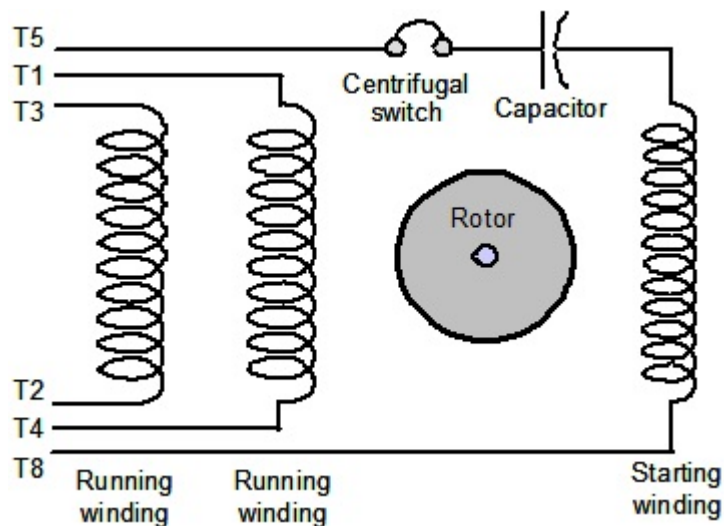 T5
T1
T3
Centrifugal
switch
Capacitor
Rotor
T2
T4
T8
Running
winding
Running
winding
Starting
winding